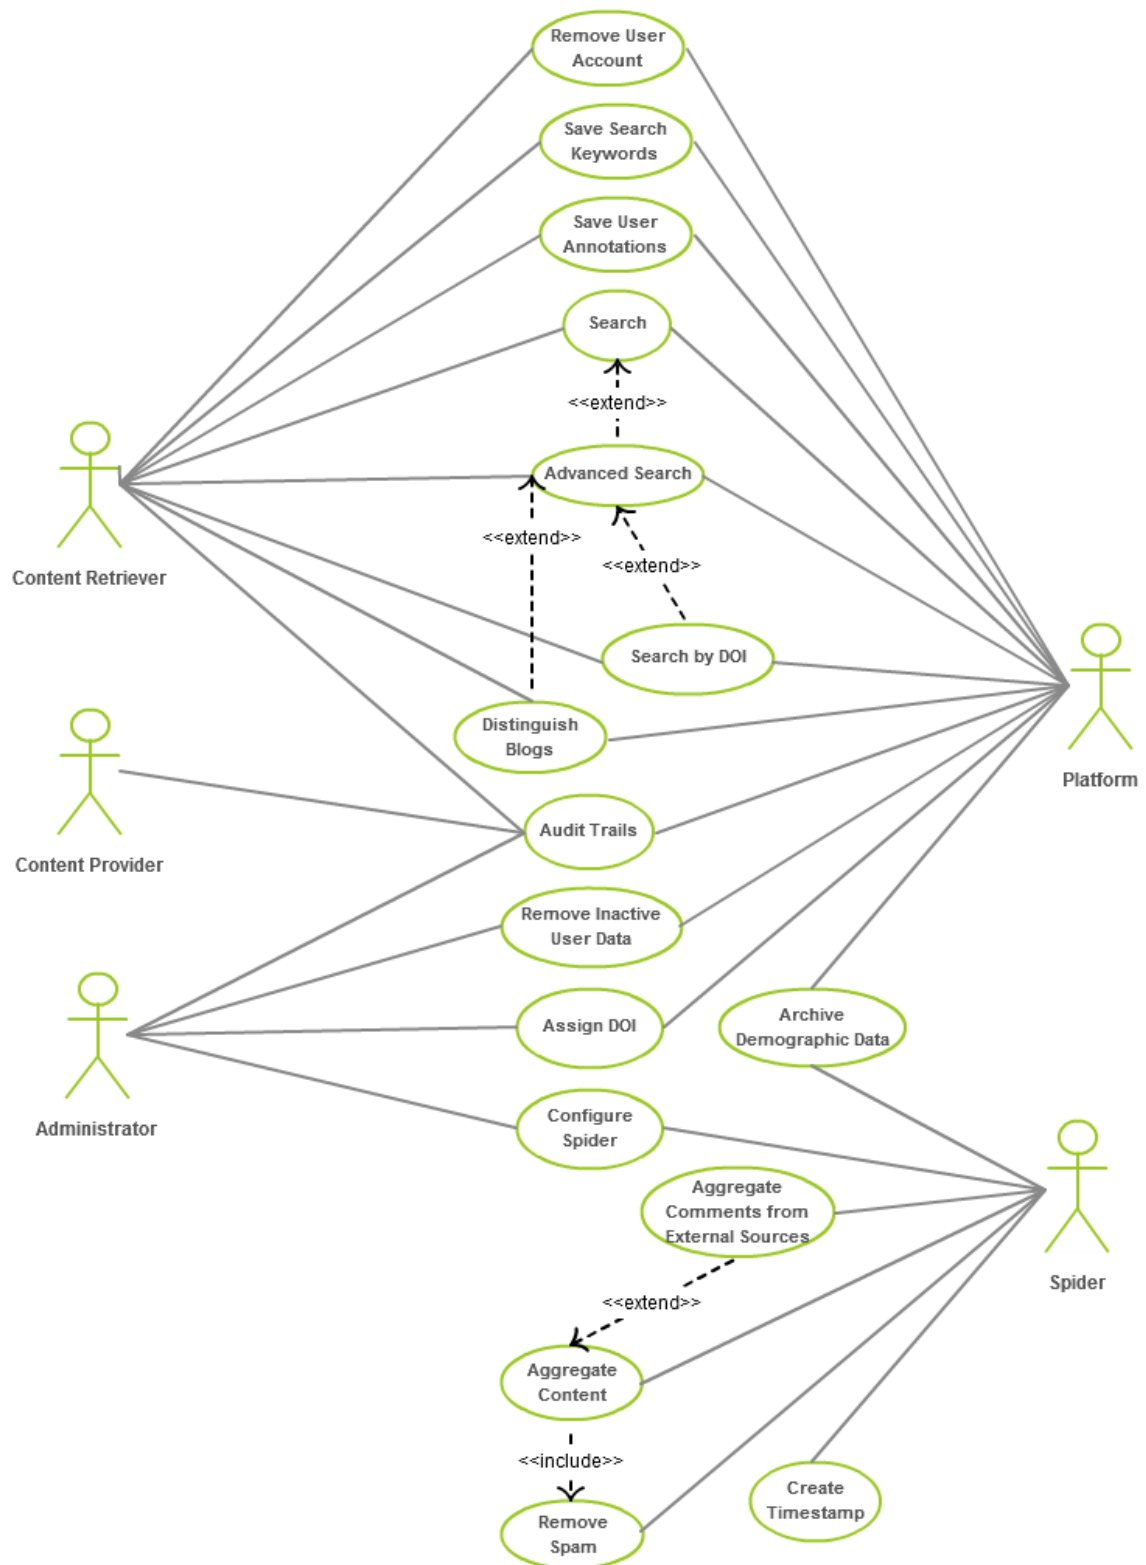 Remove User
Account
Save Search
Keywords
Save User
Annotations
Search
<<extend>>
Advanced Search
<<extend>>
<<extend>>
Content Retriever
Search by DOI
Distinguish
Blogs
Platform
Content Provider
Audit Trails
Remove Inactive
User Data
Assign DOI
Archive
Demographic Data
Administrator
Configure
Spider
Aggregate
Comments from
External Sources
Spider
<<extend>>
Aggregate
Content
<<include>>
Create
Timestamp
Remove
Spam